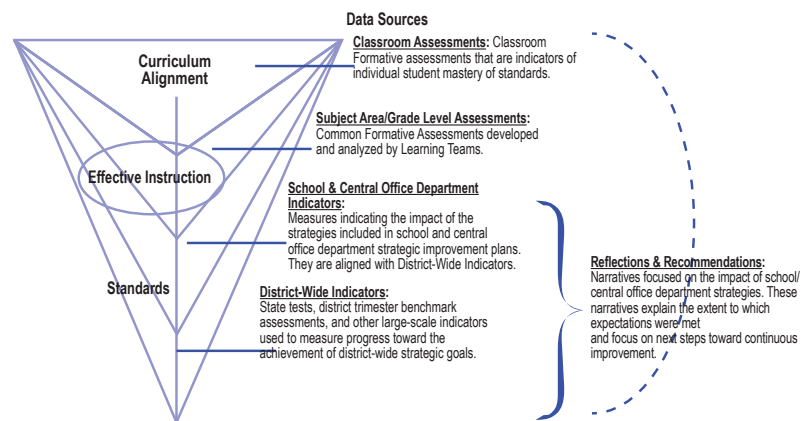 Data Sources
Curriculum
Alignment
Classroom Assessments: Classroom
Formative assessments that are indicators of
individual student mastery of standards.
Subject Area/Grade Level Assessments:
Common Formative Assessments developed
and analyzed by Learning Teams.
Effective Instruction
School & Central Office Department
Indicators:
Measures indicating the impact of the
strategies included in school and central
office department strategic improvement plans.
They are aligned with District-Wide Indicators.
Standards
District-Wide Indicators:
State tests, district trimester benchmark
assessments, and other large-scale indicators
used to measure progress toward the
achievement of district-wide strategic goals.
Reflections & Recommendations:
Narratives focused on the impact of school/
central office department strategies. These
narratives explain the extent to which
expectations were met
and focus on next steps toward continuous
improvement.